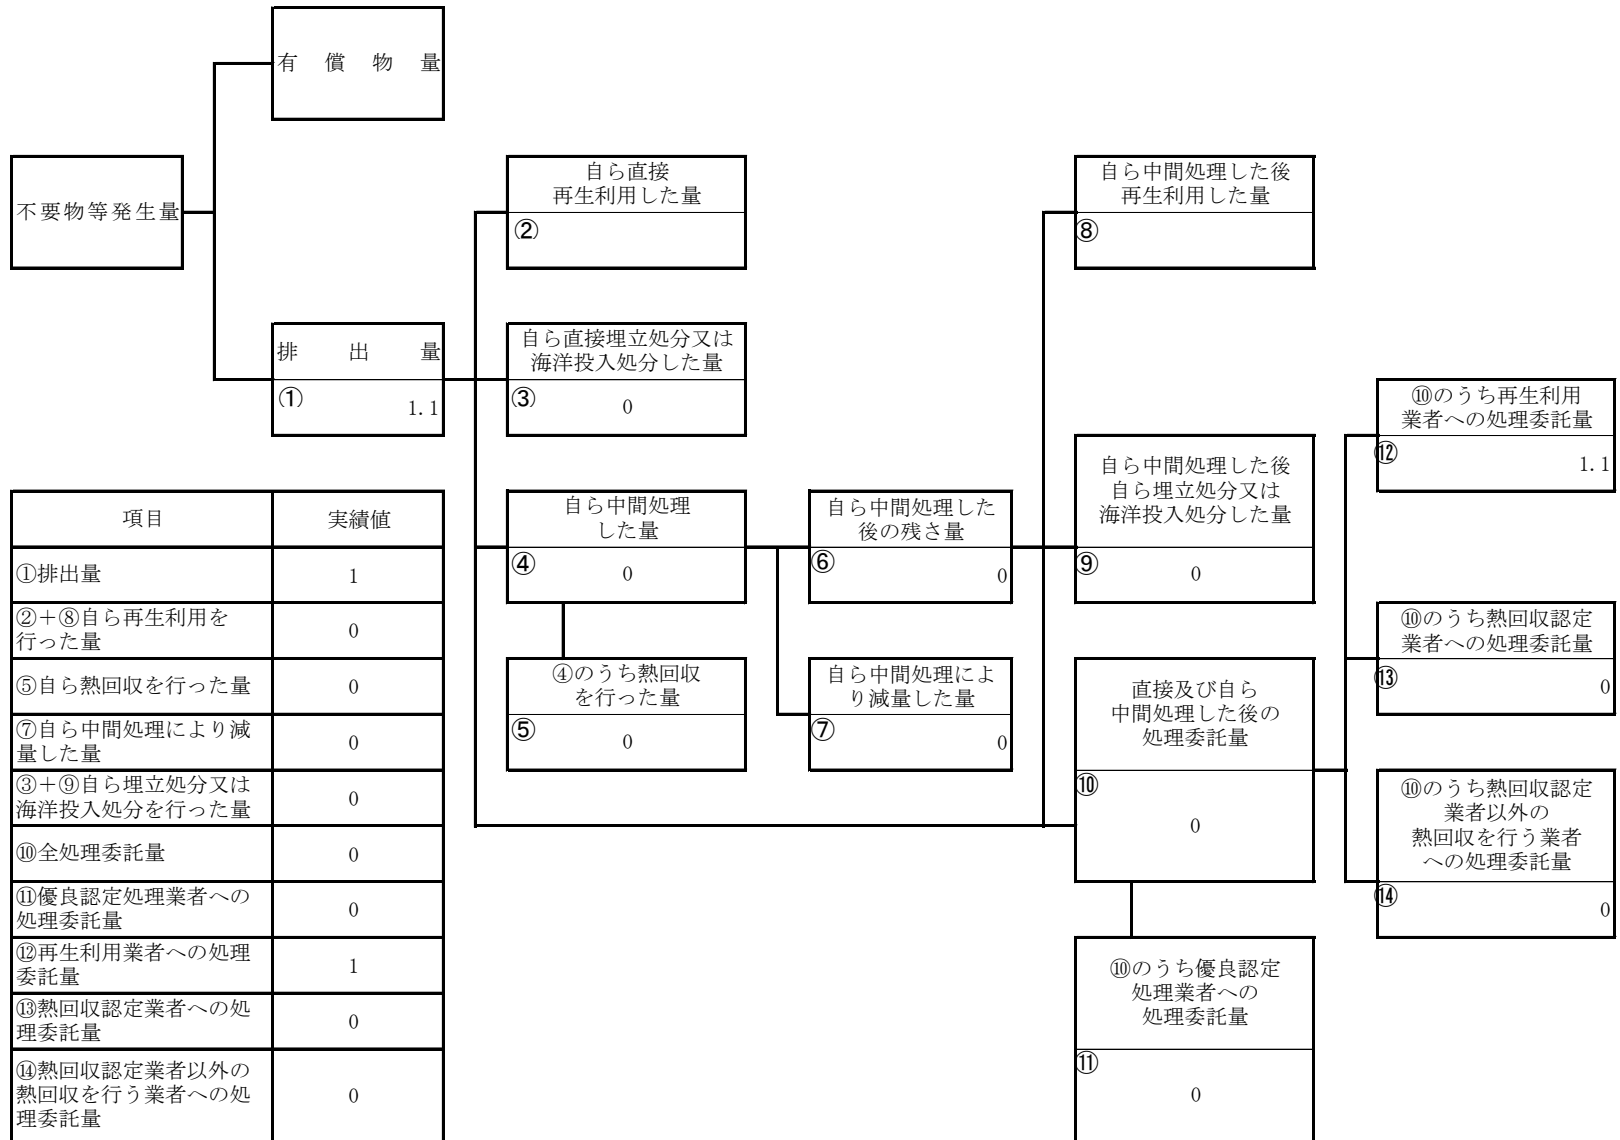 有償物量
不要物等発生量
自ら直接
再生利用した量
②
自ら中間処理した後
再生利用した量
⑧
排出量
①
1.1
自ら直接埋立処分又は
海洋投入処分した量
③
0
⑩のうち再生利用
業者への処理委託量
⑫
1.1
自ら中間処理
した量
④
0
自ら中間処理した
後の残さ量
⑥
0
自ら中間処理した後
自ら埋立処分又は
海洋投入処分した量
⑨
0
⑩のうち熱回収認定
業者への処理委託量
⑬
0
④のうち熱回収
を行った量
⑤
0
自ら中間処理によ
り減量した量
⑦
0
直接及び自ら
中間処理した後の
処理委託量
⑩
0
⑩のうち熱回収認定
業者以外の
熱回収を行う業者
への処理委託量
⑭
0
⑩のうち優良認定
処理業者への
処理委託量
⑪
0
項目
実績値
①排出量
1
②＋⑧自ら再生利用を
行った量
0
⑤自ら熱回収を行った量
0
⑦自ら中間処理により減
量した量
0
③＋⑨自ら埋立処分又は
海洋投入処分を行った量
0
⑩全処理委託量
0
⑪優良認定処理業者への
処理委託量
0
⑫再生利用業者への処理
委託量
1
⑬熱回収認定業者への処
理委託量
0
⑭熱回収認定業者以外の
熱回収を行う業者への処
理委託量
0